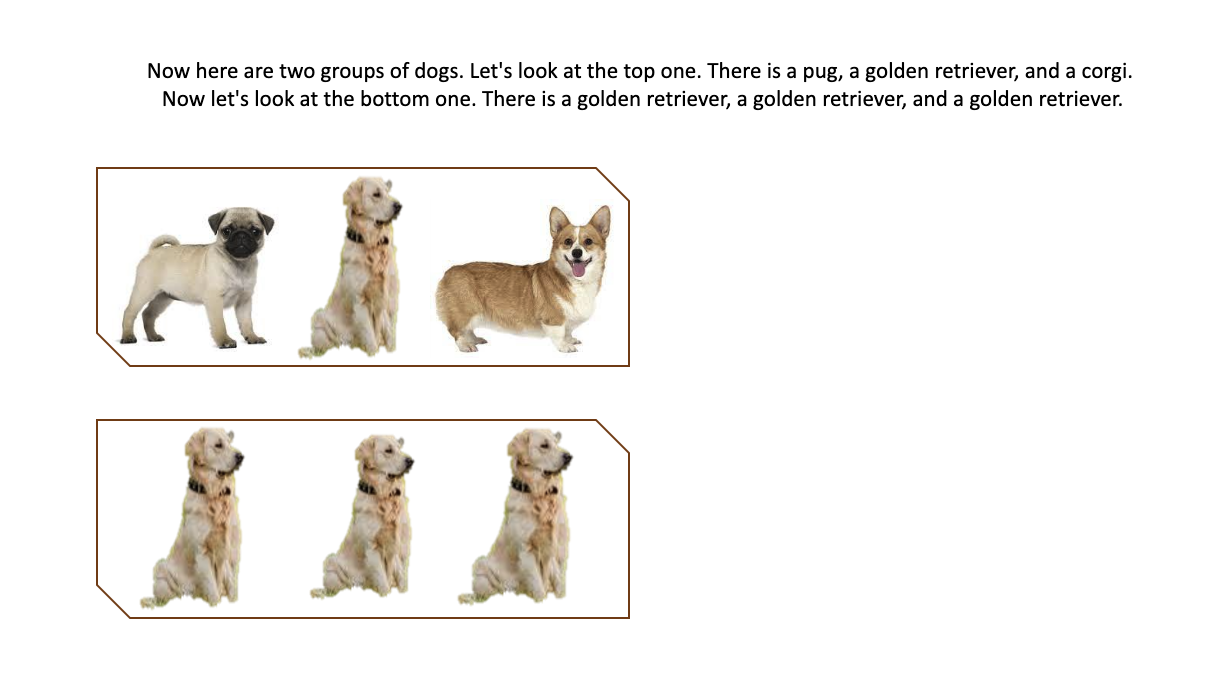 Now here are two groups of dogs. Let's look at the top one. There is a pug, a golden retriever, and a corgi.
Now let's look at the bottom one. There is a golden retriever, a golden retriever, and a golden retriever.